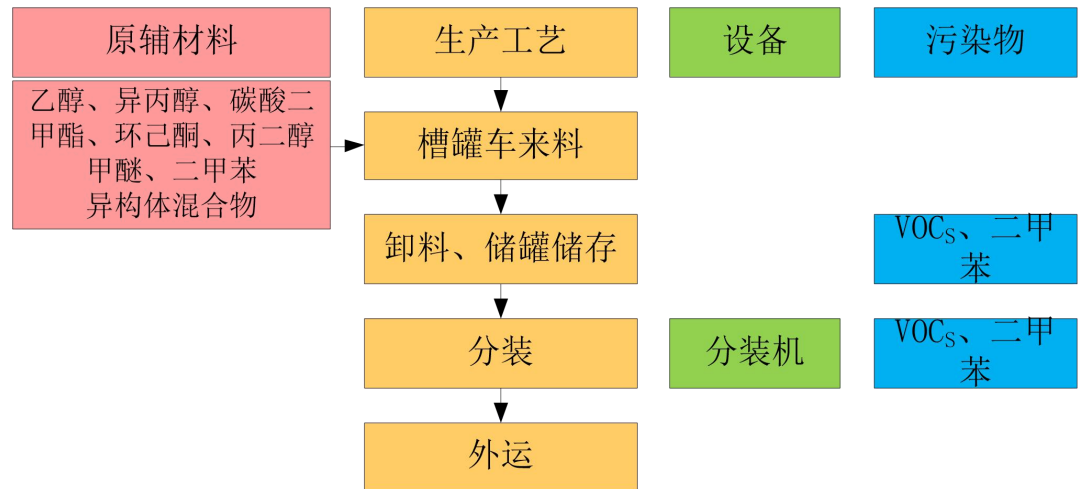 原辅材料
生产工艺
设备
污染物
乙醇、异丙醇、碳酸二
甲酯、环己酮、丙二醇
甲醚、二甲苯
异构体混合物
槽罐车来料
卸料、储罐储存
VOCS、二甲
苯
分装
分装机
VOCS、二甲
苯
外运